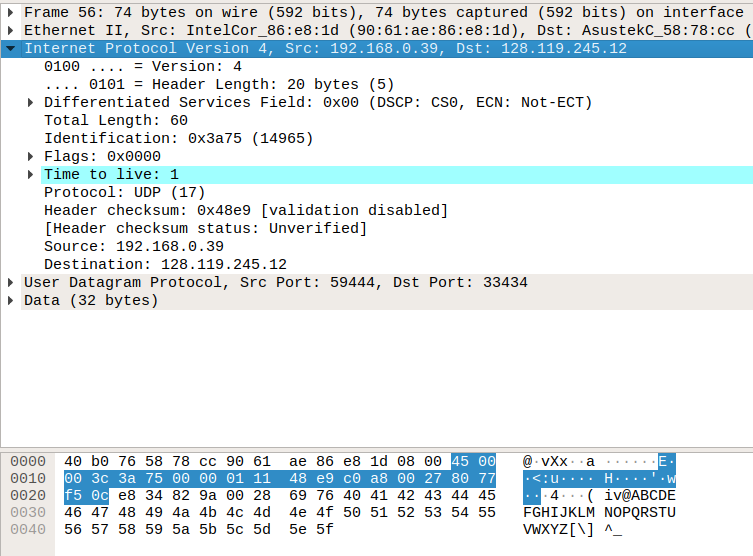 Frame 56: 74 bytes on wire (592 bits), 74 bytes captured (592 bits) on interface
Ethernet II, Src: IntelCor_86:e8:1d (90:61:ae:86:e8:1d), Dst: AsustekC_58:78:cc (
Internet Protocol Version 4, Src: 192.168.0.39, Dst: 128.119.245.12
0100 .... = Version: 4
.... 0101 = Header Length: 20 bytes (5)
Differentiated Services Field: 0x00 (DSCP: CS0, ECN: Not-ECT)
Total Length: 60
Identification: 0x3a75 (14965)
Flags: 0x0000
Time to live: 1
Protocol: UDP (17)
Header checksum: 0x48e9 [validation disabled]
[Header checksum status: Unverified]
Source: 192.168.0.39
Destination: 128.119.245.12
User Datagram Protocol, Src Port: 59444, Dst Port: 33434
Data (32 bytes)
0000 40 b0 76 58 78 cc 90 61 ae 86 e8 1d 08 00 45 00 @·vXx··a ······E·
0010 00 3c 3a 75 00 00 01 11 48 e9 c0 a8 00 27 80 77 ·<:u···· H····'·w
0020 f5 0c e8 34 82 9a 00 28 69 76 40 41 42 43 44 45 ···4···( iv@ABCDE
0030 46 47 48 49 4a 4b 4c 4d 4e 4f 50 51 52 53 54 55 FGHIJKLM NOPQRSTU
0040 56 57 58 59 5a 5b 5c 5d 5e 5f VWXYZ[\] ^_